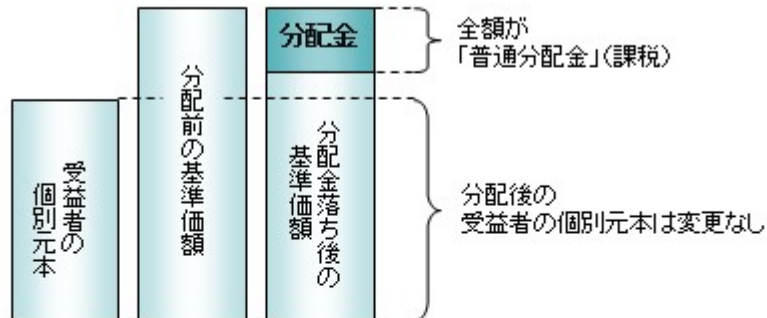 受益者の
個別元本
分配前の基準価額
分配金
分配金落ち後の
基準価額
全額が
「普通分配金」(課税)
分配後の
受益者の個別元本は変更なし